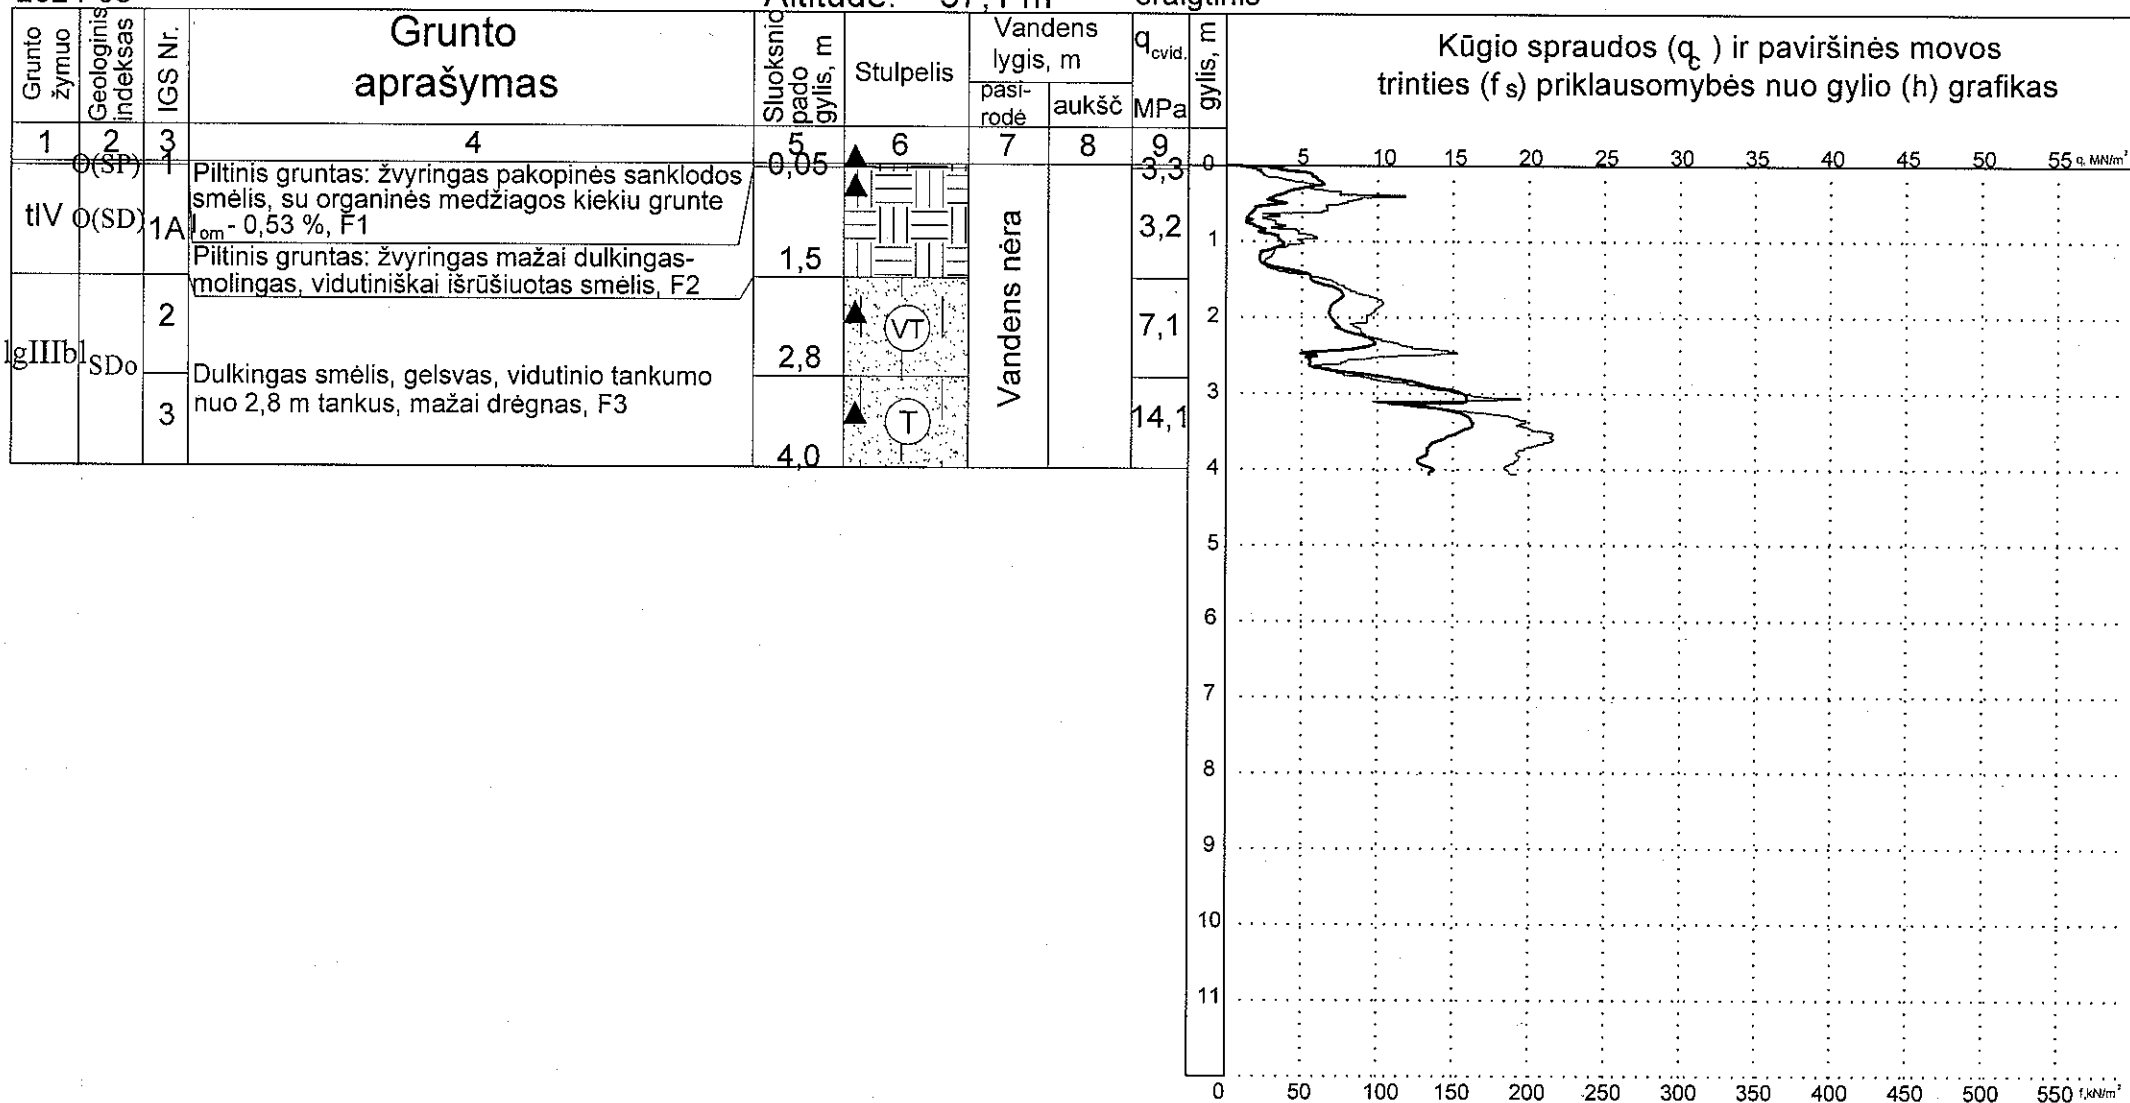 Grunto žymuo
Geologinis indeksas
IGS Nr.
Grunto
aprašymas
Sluoksnio pado gylis, m
Stulpelis
Vandens
lygis, m
pasi-
rodė
aukšč
qcvid.
MPa
gylis, m
Kūgio spraudos (qc) ir paviršinės movos
trinties (fs) priklausomybės nuo gylio (h) grafikas
1 2 3 4 5 6 7 8 9
O(SP) 1
Piltinis gruntas: žvyringas pakopinės sanklodos
smėlis, su organinės medžiagos kiekiu grunte
Iom- 0,53 %, F1
0,05
3,3
tIV O(SD) 1A
Piltinis gruntas: žvyringas mažai dulkingas-
molingas, vidutiniškai išrūšiuotas smėlis, F2
1,5
3,2
lgIIIbl SDo
2
2,8
VT
7,1
3
Dulkingas smėlis, gelsvas, vidutinio tankumo
nuo 2,8 m tankus, mažai drėgnas, F3
4,0
T
14,1
Vandens nėra
0 5 10 15 20 25 30 35 40 45 50 55 q, MN/m²
1
2
3
4
5
6
7
8
9
10
11
0 50 100 150 200 250 300 350 400 450 500 550 f,kN/m²